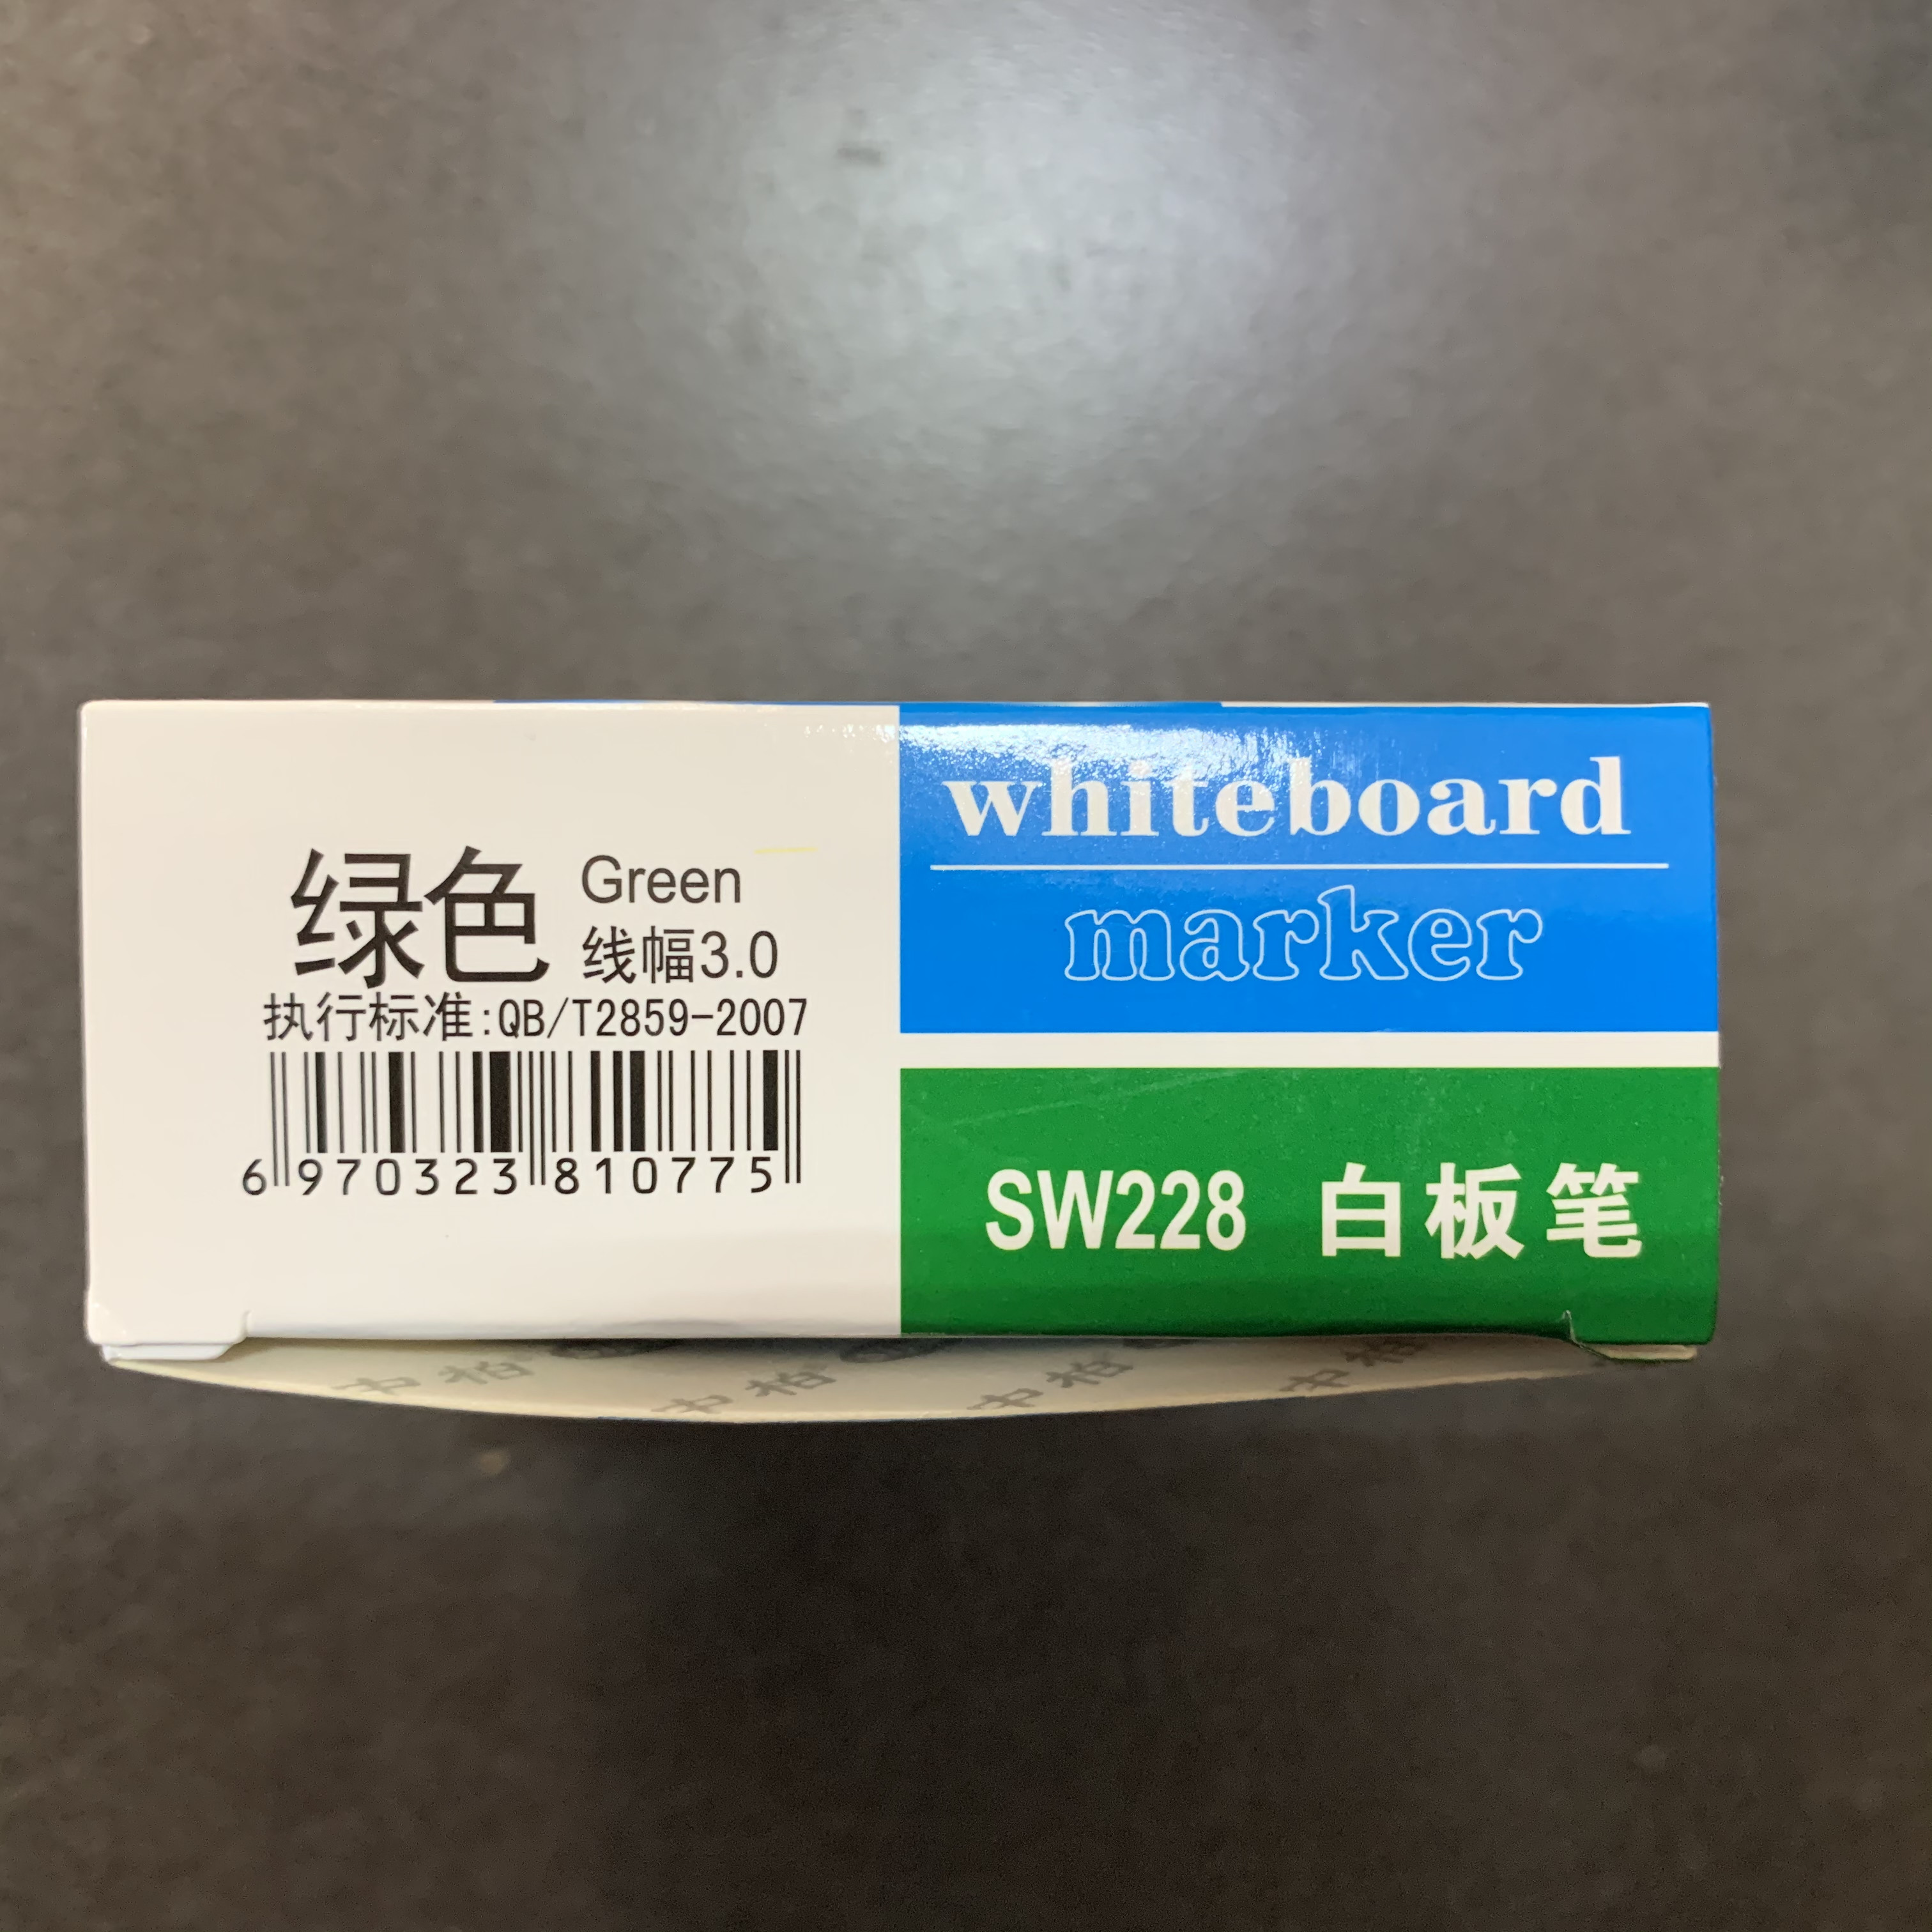 绿色
Green
线幅3.0
执行标准:QB/T2859-2007
6 970323 810775
whiteboard
marker
SW228 白板笔